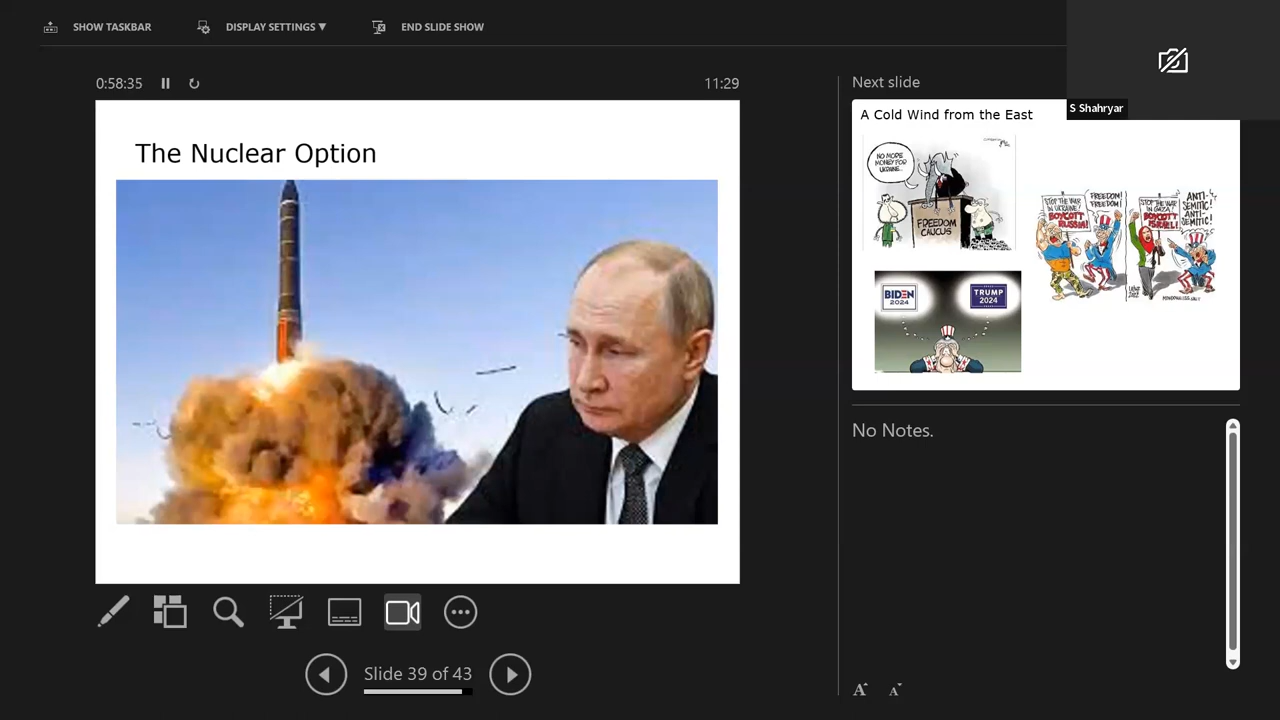 SHOW TASKBAR
DISPLAY SETTINGS ▼
END SLIDE SHOW
0:58:35
11:29
The Nuclear Option
Slide 39 of 43
Next slide
S Shahryar
A Cold Wind from the East
NO MORE
MONEY FOR
UKRAINE..
FREEDOM
CAUCUS
STOP THE WAR
IN UKRAINE!
BOYCOTT
RUSSIA!
FREEDOM!
FREEDOM!
STOP THE WAR
IN GAZA!
BOYCOTT
ISRAEL!
ANTI-
SEMITIC!
ANTI-
SEMITIC!
BIDEN
2024
TRUMP
2024
No Notes.
A
A